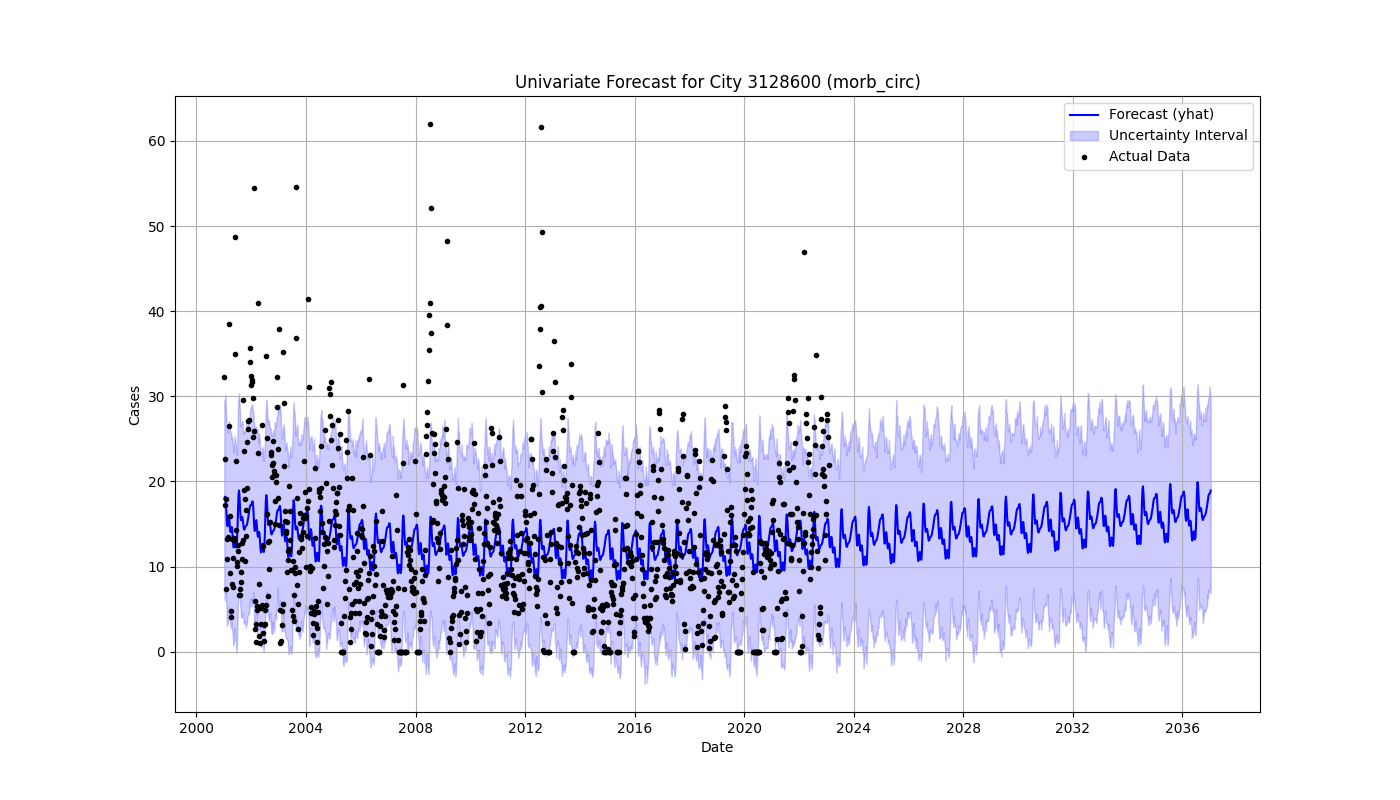 Univariate Forecast for City 3128600 (morb_circ)
Forecast (yhat)
Uncertainty Interval
Actual Data
Cases
60
50
40
30
20
10
0
2000 2004 2008 2012 2016 2020 2024 2028 2032 2036
Date